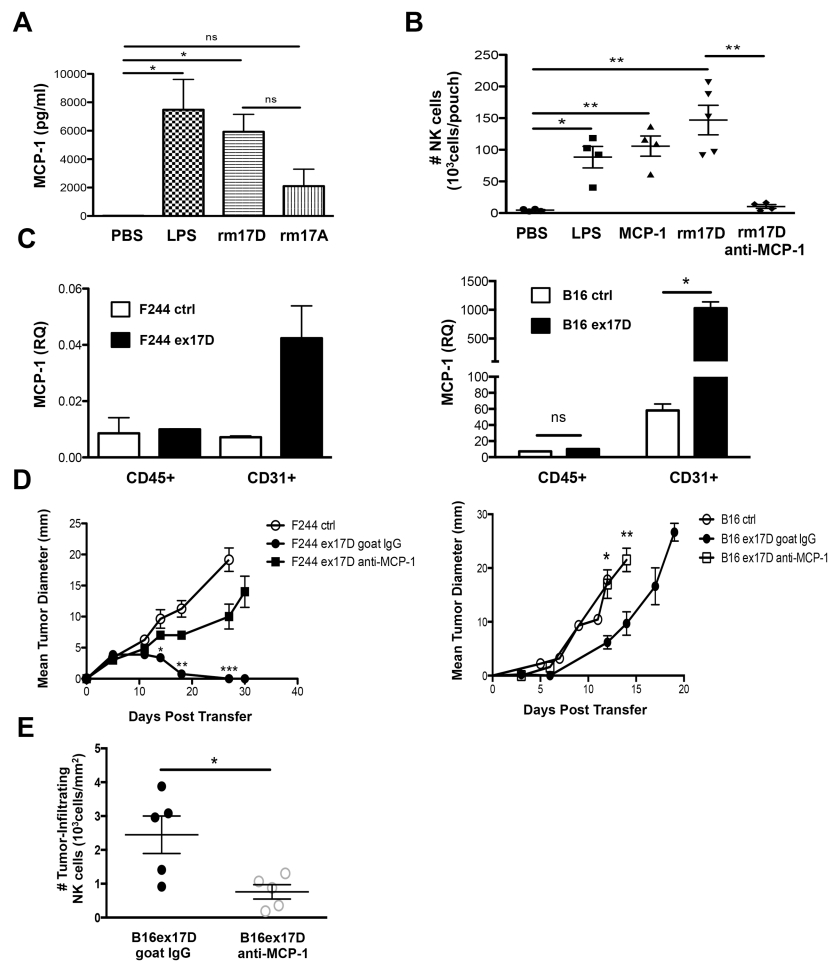 A
ns
*
*
ns
10000
8000
6000
4000
2000
0
MCP-1 (pg/ml)
PBS LPS rm17D rm17A
B
**
**
**
*
250
200
150
100
50
0
# NK cells
(10³cells/pouch)
PBS LPS MCP-1 rm17D rm17D
anti-MCP-1
C
0.06
0.04
0.02
0.00
MCP-1 (RQ)
F244 ctrl
F244 ex17D
CD45+ CD31+
1500
1000
500
100
80
60
40
20
0
MCP-1 (RQ)
B16 ctrl
B16 ex17D
*
ns
CD45+ CD31+
D
25
20
15
10
5
0
Mean Tumor Diameter (mm)
F244 ctrl
F244 ex17D goat IgG
F244 ex17D anti-MCP-1
*
**
***
0 10 20 30 40
Days Post Transfer
30
20
10
0
Mean Tumor Diameter (mm)
B16 ctrl
B16 ex17D goat IgG
B16 ex17D anti-MCP-1
*
**
0 5 10 15 20
Days Post Transfer
E
5
4
3
2
1
0
# Tumor-Infiltrating
NK cells (10³cells/mm²)
*
B16ex17D B16ex17D
goat IgG anti-MCP-1